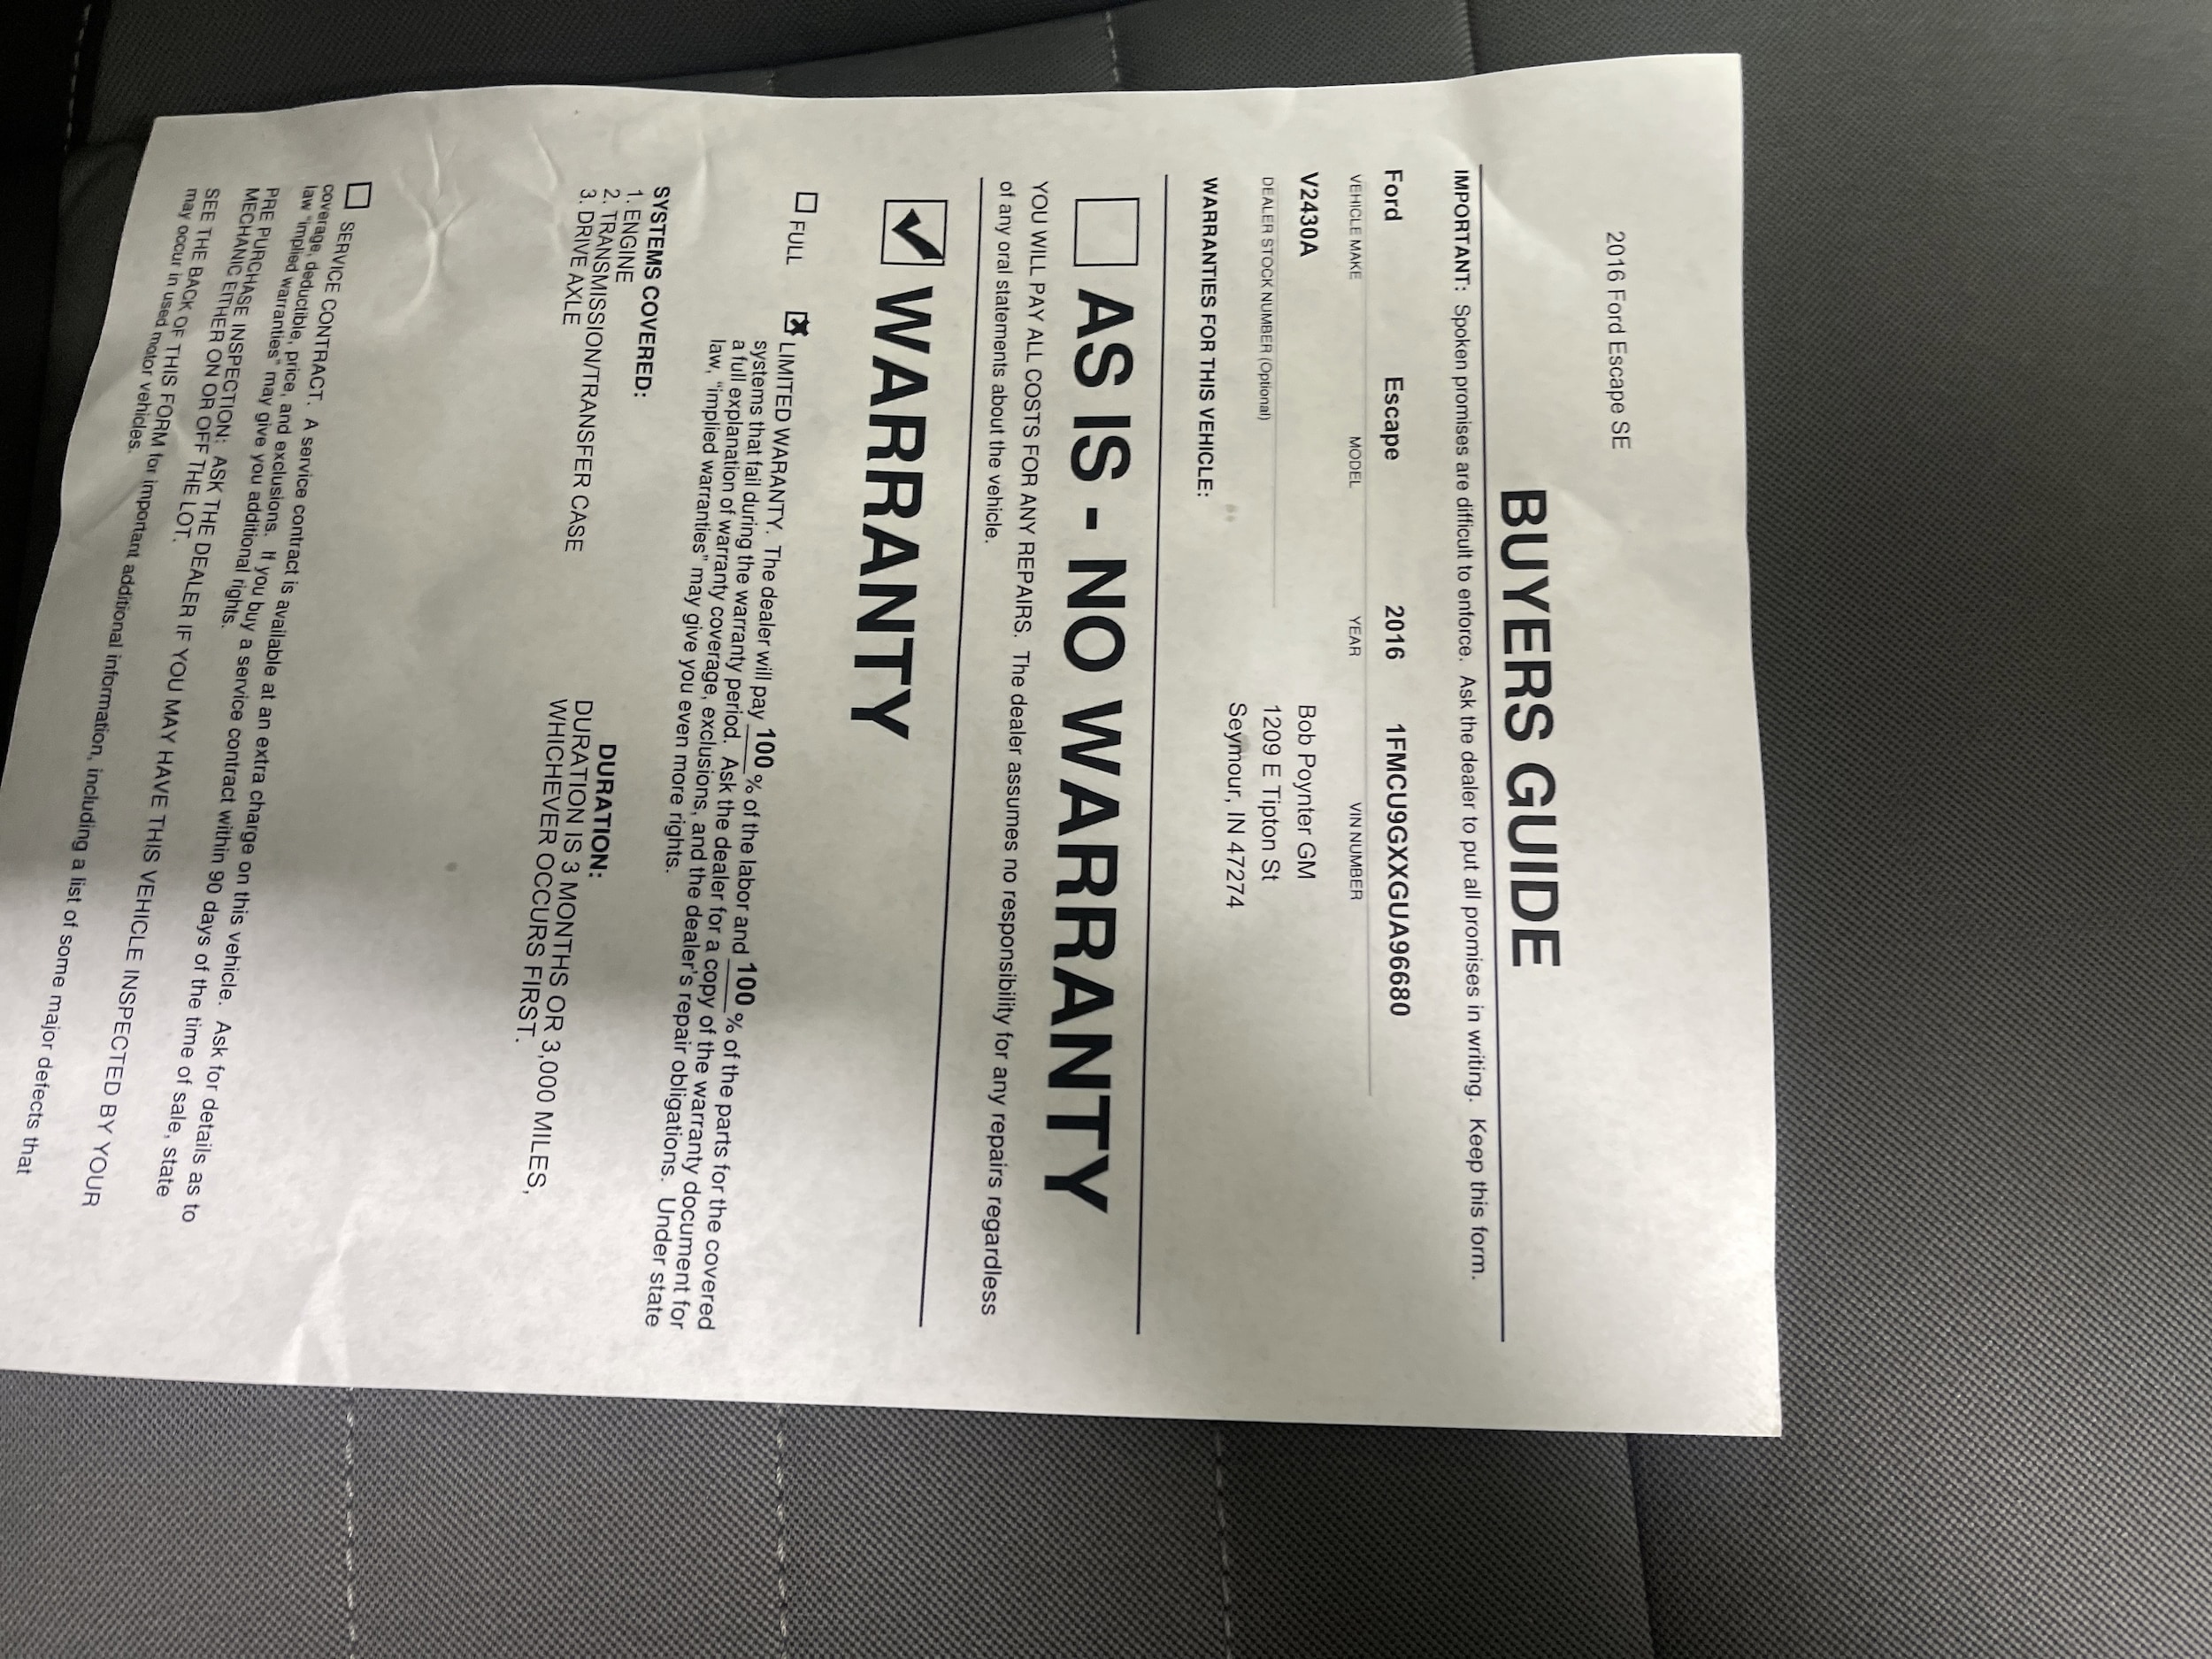 2016 Ford Escape SE
BUYERS GUIDE
IMPORTANT: Spoken promises are difficult to enforce. Ask the dealer to put all promises in writing. Keep this form.
Ford Escape 2016 1FMCU9GXXGUA96680
VEHICLE MAKE MODEL YEAR VIN NUMBER
V2430A
DEALER STOCK NUMBER (Optional)
Bob Poynter GM
1209 E Tipton St
Seymour, IN 47274
WARRANTIES FOR THIS VEHICLE:
AS IS - NO WARRANTY
YOU WILL PAY ALL COSTS FOR ANY REPAIRS. The dealer assumes no responsibility for any repairs regardless
of any oral statements about the vehicle.
WARRANTY
FULL LIMITED WARRANTY. The dealer will pay 100 % of the labor and 100 % of the parts for the covered
systems that fail during the warranty period. Ask the dealer for a copy of the warranty document for
a full explanation of warranty coverage, exclusions, and the dealer's repair obligations. Under state
law, "implied warranties" may give you even more rights.
SYSTEMS COVERED:
1. ENGINE
2. TRANSMISSION/TRANSFER CASE
3. DRIVE AXLE
DURATION:
DURATION IS 3 MONTHS OR 3,000 MILES,
WHICHEVER OCCURS FIRST.
SERVICE CONTRACT. A service contract is available at an extra charge on this vehicle. Ask for details as to
coverage, deductible, price, and exclusions. If you buy a service contract within 90 days of the time of sale, state
law "implied warranties" may give you additional rights.
PRE PURCHASE INSPECTION: ASK THE DEALER IF YOU MAY HAVE THIS VEHICLE INSPECTED BY YOUR
MECHANIC EITHER ON OR OFF THE LOT.
SEE THE BACK OF THIS FORM for important additional information, including a list of some major defects that
may occur in used motor vehicles.